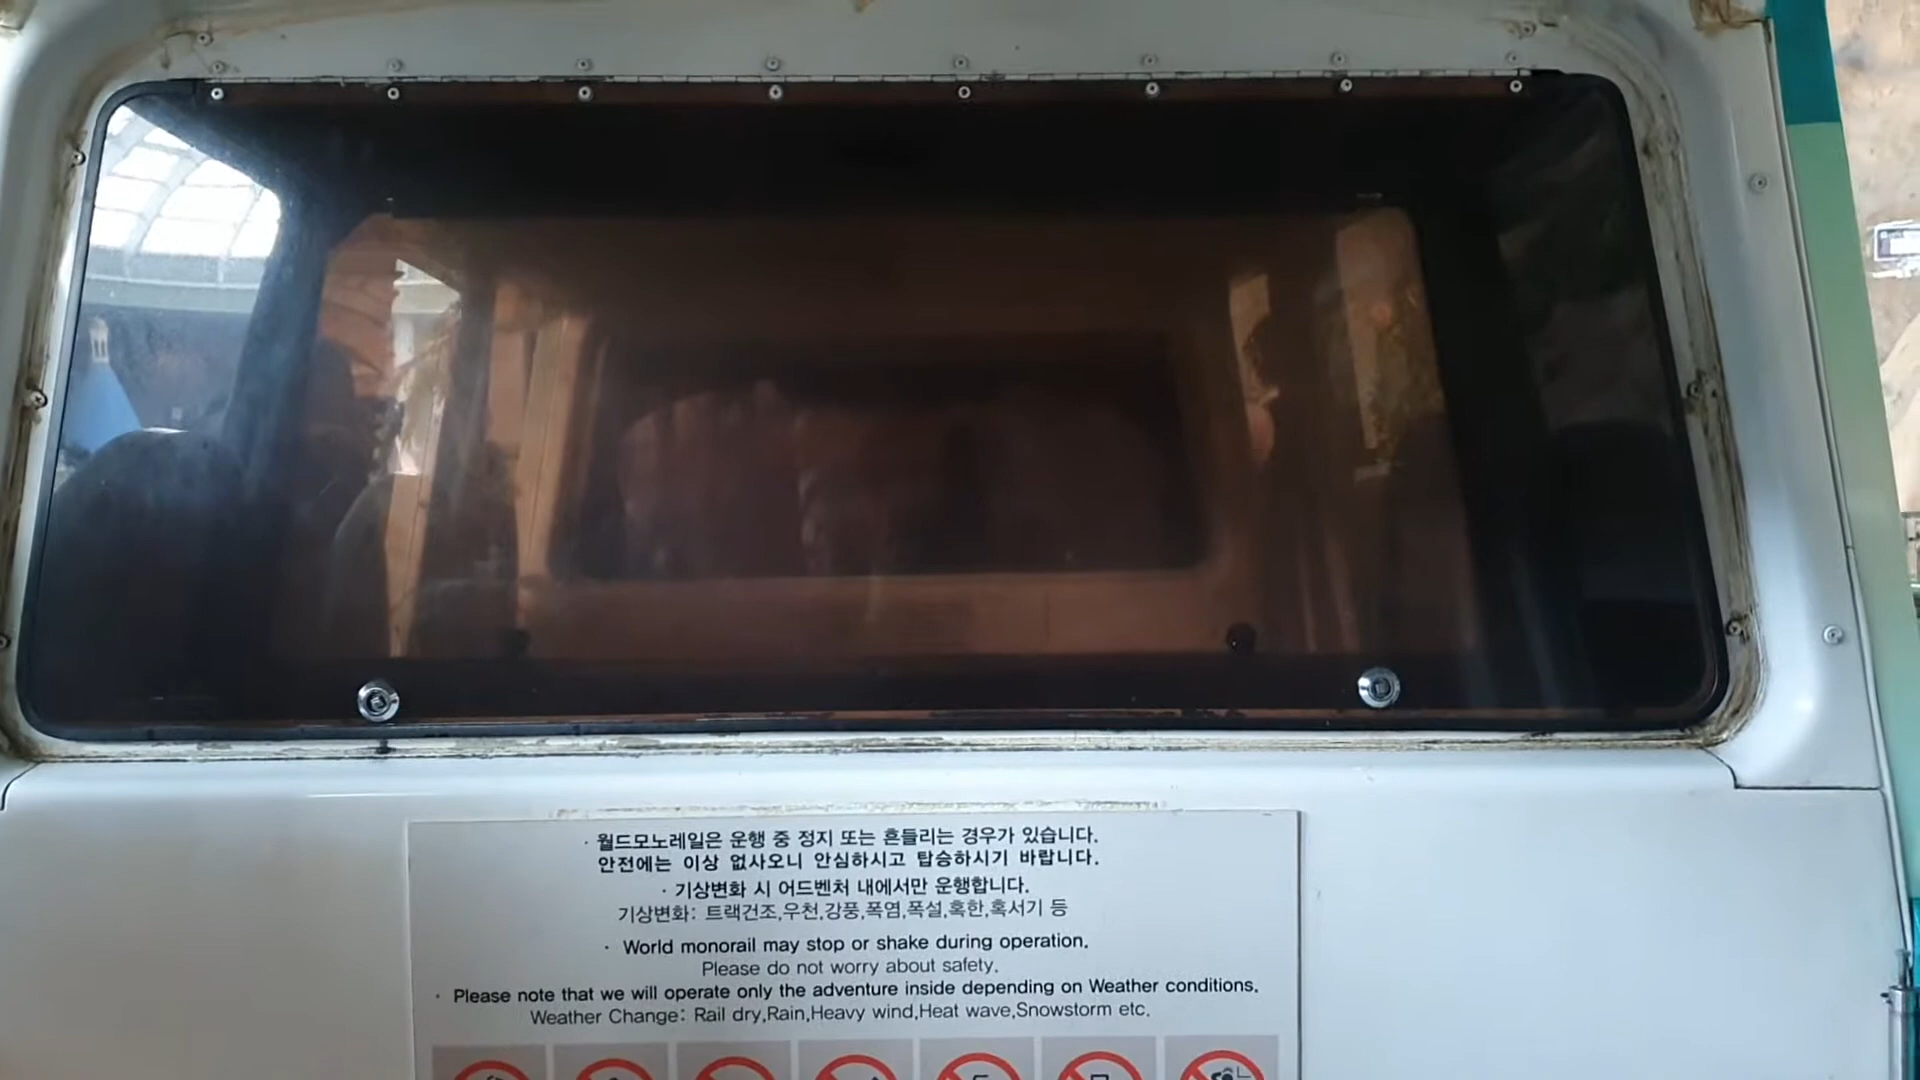 · 월드모노레일은 운행 중 정지 또는 흔들리는 경우가 있습니다.
안전에는 이상 없사오니 안심하시고 탑승하시기 바랍니다.
· 기상변화 시 어드벤처 내에서만 운행합니다.
기상변화: 트랙건조,우천,강풍,폭염,폭설,혹한,혹서기 등
· World monorail may stop or shake during operation.
Please do not worry about safety.
· Please note that we will operate only the adventure inside depending on Weather conditions.
Weather Change: Rail dry,Rain,Heavy wind,Heat wave,Snowstorm etc.